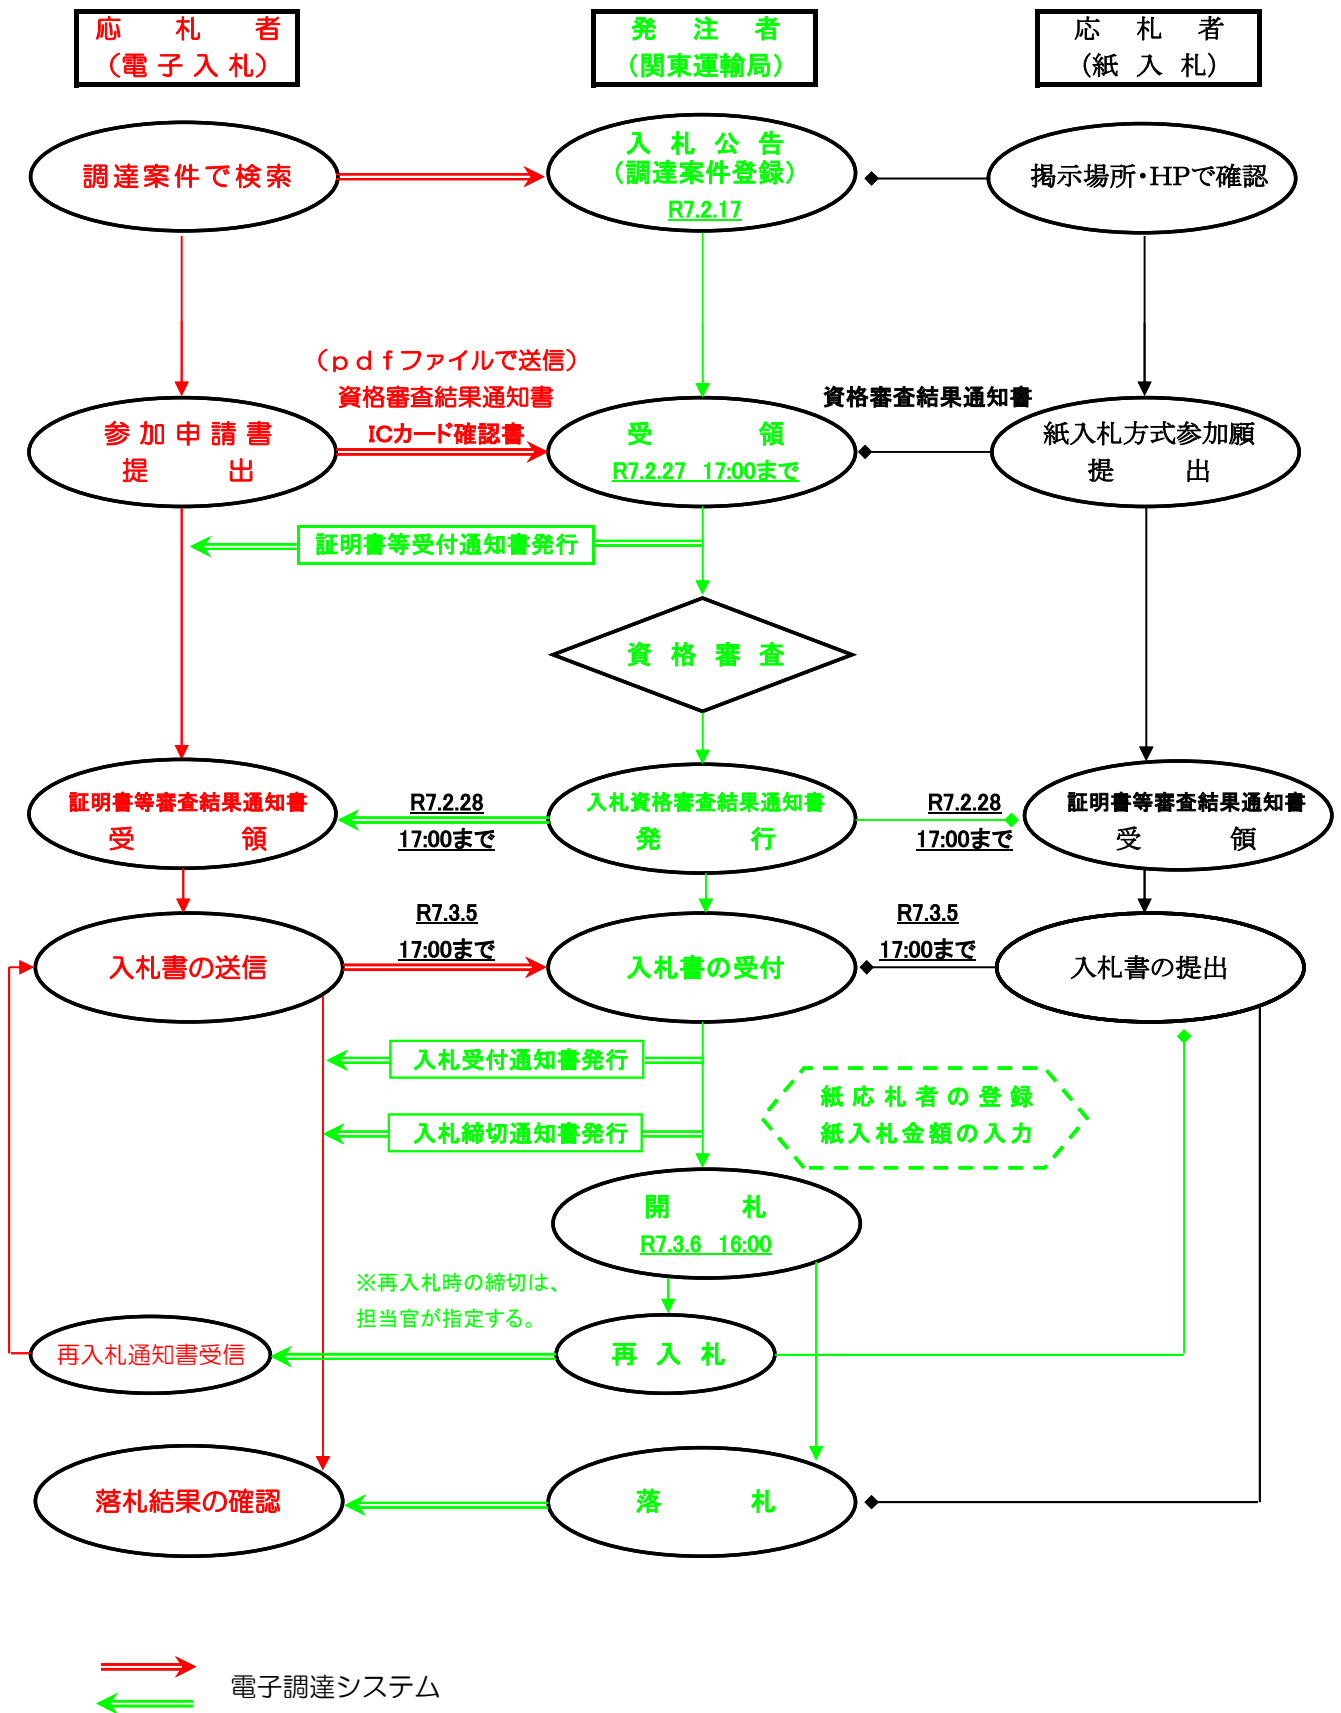 応　札　者
（電 子 入 札）
発　注　者
（関東運輸局）
応　札　者
（紙 入 札）
調達案件で検索
入 札 公 告
（調達案件登録）
R7.2.17
掲示場所・HPで確認
（ｐｄｆファイルで送信）
資格審査結果通知書
ICカード確認書
資格審査結果通知書
参 加 申 請 書
提　　　出
受　　　領
R7.2.27　17:00まで
紙入札方式参加願
提　　　出
証明書等受付通知書発行
資 格 審 査
証明書等審査結果通知書
受　　　領
R7.2.28
17:00まで
入札資格審査結果通知書
発　　　行
R7.2.28
17:00まで
証明書等審査結果通知書
受　　　領
R7.3.5
17:00まで
R7.3.5
17:00まで
入札書の送信
入札書の受付
入札書の提出
入札受付通知書発行
紙 応 札 者 の 登 録
紙入札金額の入力
入札締切通知書発行
開　　　札
R7.3.6　16:00
※再入札時の締切は、
担当官が指定する。
再入札通知書受信
再 入 札
落札結果の確認
落　　　札
電子調達システム